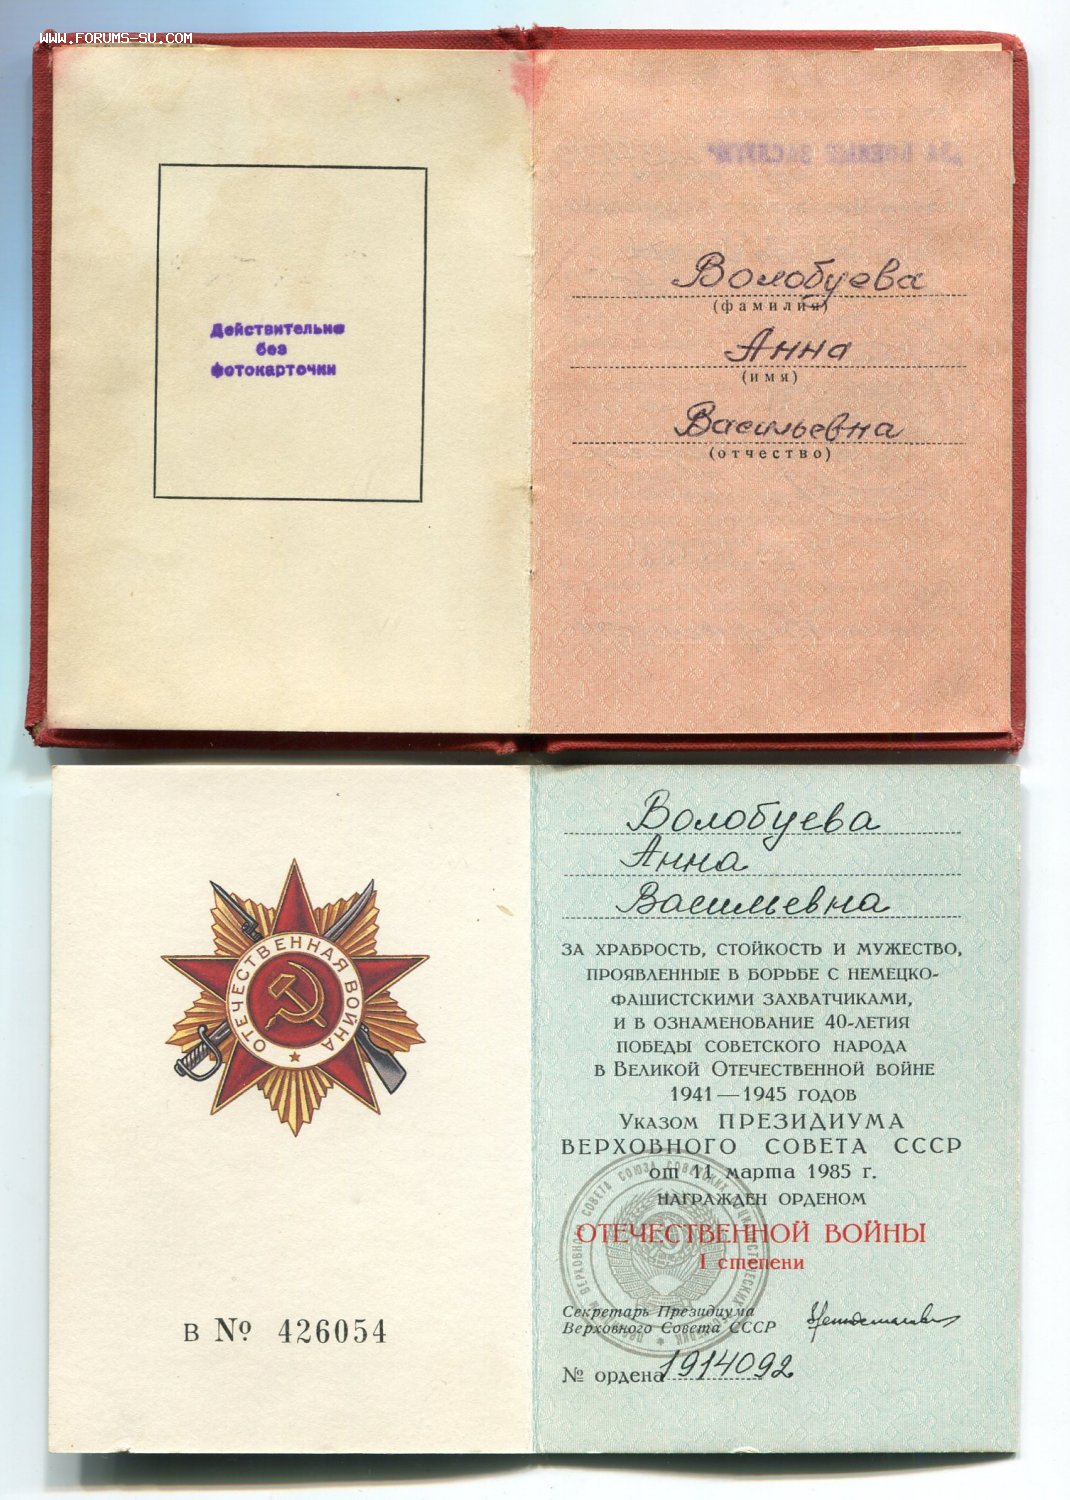 www.forums-su.com
„ЗА БОЕВЫЕ ЗАСЛУГИ"
Действительно
без
фотокарточки
Волобуева
(фамилия)
Анна
(имя)
Васильевна
(отчество)
ОТЕЧЕСТВЕННАЯ ВОЙНА
В № 426054
Волобуева
Анна
Васильевна
ЗА ХРАБРОСТЬ, СТОЙКОСТЬ И МУЖЕСТВО,
ПРОЯВЛЕННЫЕ В БОРЬБЕ С НЕМЕЦКО-
ФАШИСТСКИМИ ЗАХВАТЧИКАМИ,
И В ОЗНАМЕНОВАНИЕ 40-ЛЕТИЯ
ПОБЕДЫ СОВЕТСКОГО НАРОДА
В ВЕЛИКОЙ ОТЕЧЕСТВЕННОЙ ВОЙНЕ
1941—1945 ГОДОВ
УКАЗОМ ПРЕЗИДИУМА
ВЕРХОВНОГО СОВЕТА СССР
от 11 марта 1985 г.
НАГРАЖДЕН ОРДЕНОМ
ОТЕЧЕСТВЕННОЙ ВОЙНЫ
I степени
Секретарь Президиума
Верховного Совета СССР
№ ордена 1914092